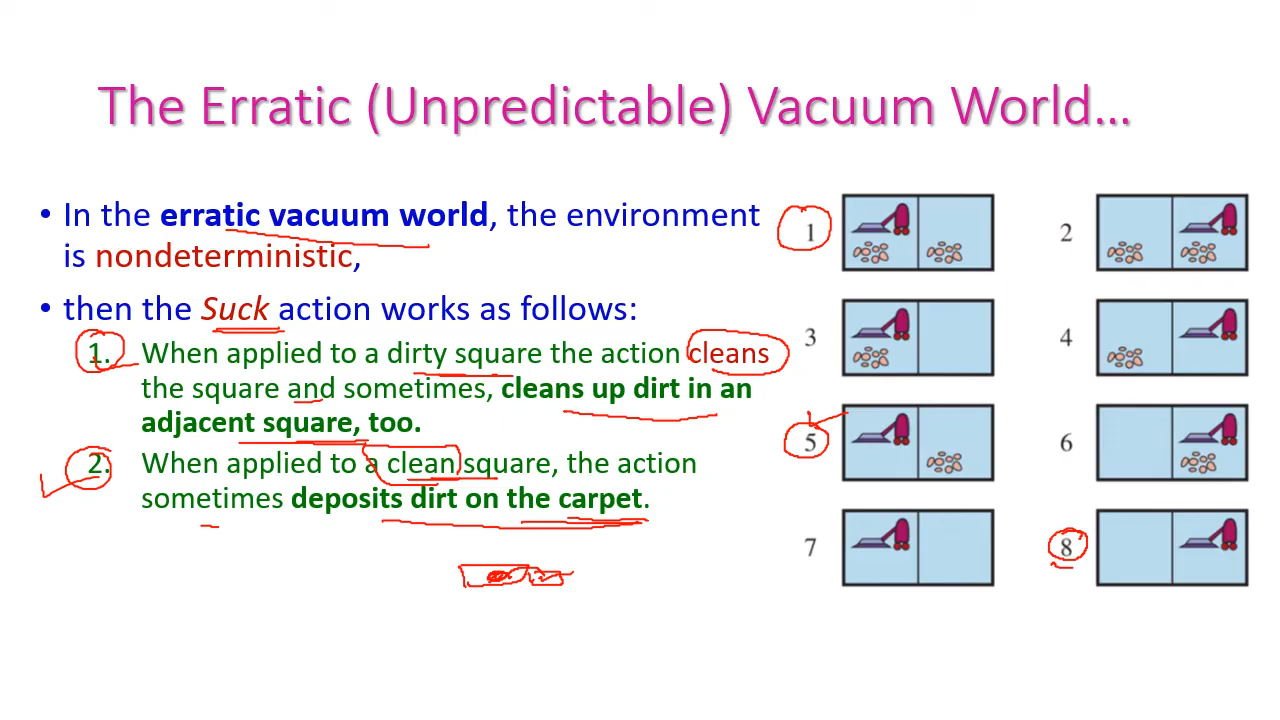 The Erratic (Unpredictable) Vacuum World...
• In the erratic vacuum world, the environment
is nondeterministic,
• then the Suck action works as follows:
1. When applied to a dirty square the action cleans
the square and sometimes, cleans up dirt in an
adjacent square, too.
2. When applied to a clean square, the action
sometimes deposits dirt on the carpet.
1
2
3
4
5
6
7
8